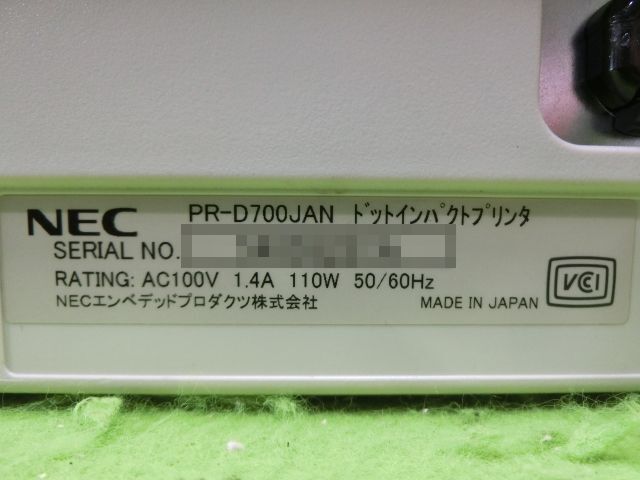 NEC PR-D700JAN ﾄﾞｯﾄｲﾝﾊﾟｸﾄﾌﾟﾘﾝﾀ
SERIAL NO.
RATING: AC100V 1.4A 110W 50/60Hz
NECエンベデッドプロダクツ株式会社 MADE IN JAPAN
VCCI